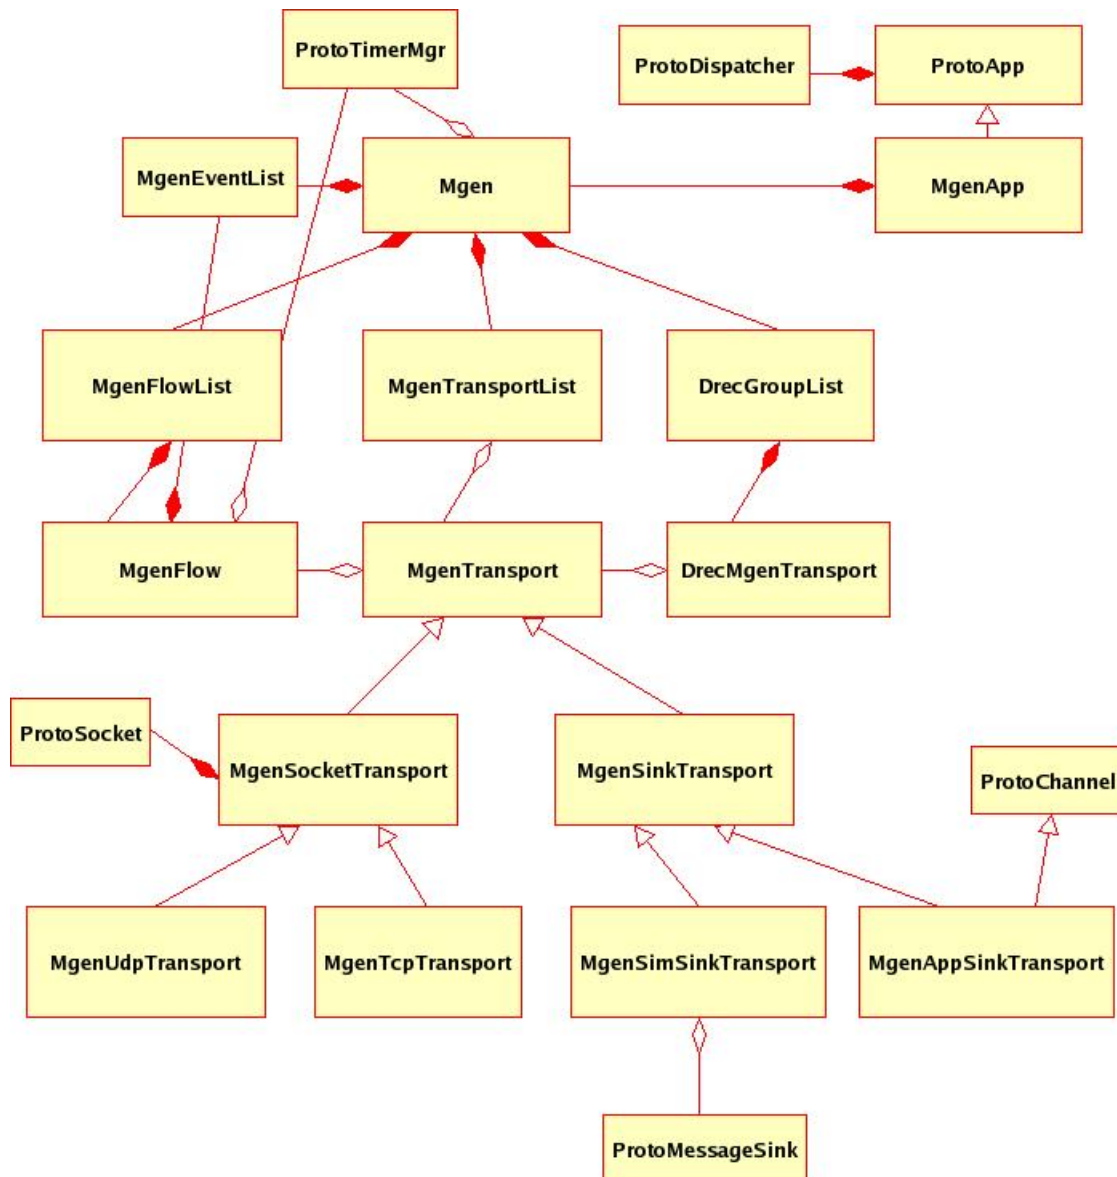 ProtoTimerMgr
ProtoDispatcher
ProtoApp
MgenEventList
Mgen
MgenApp
MgenFlowList
MgenTransportList
DrecGroupList
MgenFlow
MgenTransport
DrecMgenTransport
ProtoSocket
MgenSocketTransport
MgenSinkTransport
ProtoChannel
MgenUdpTransport
MgenTcpTransport
MgenSimSinkTransport
MgenAppSinkTransport
ProtoMessageSink